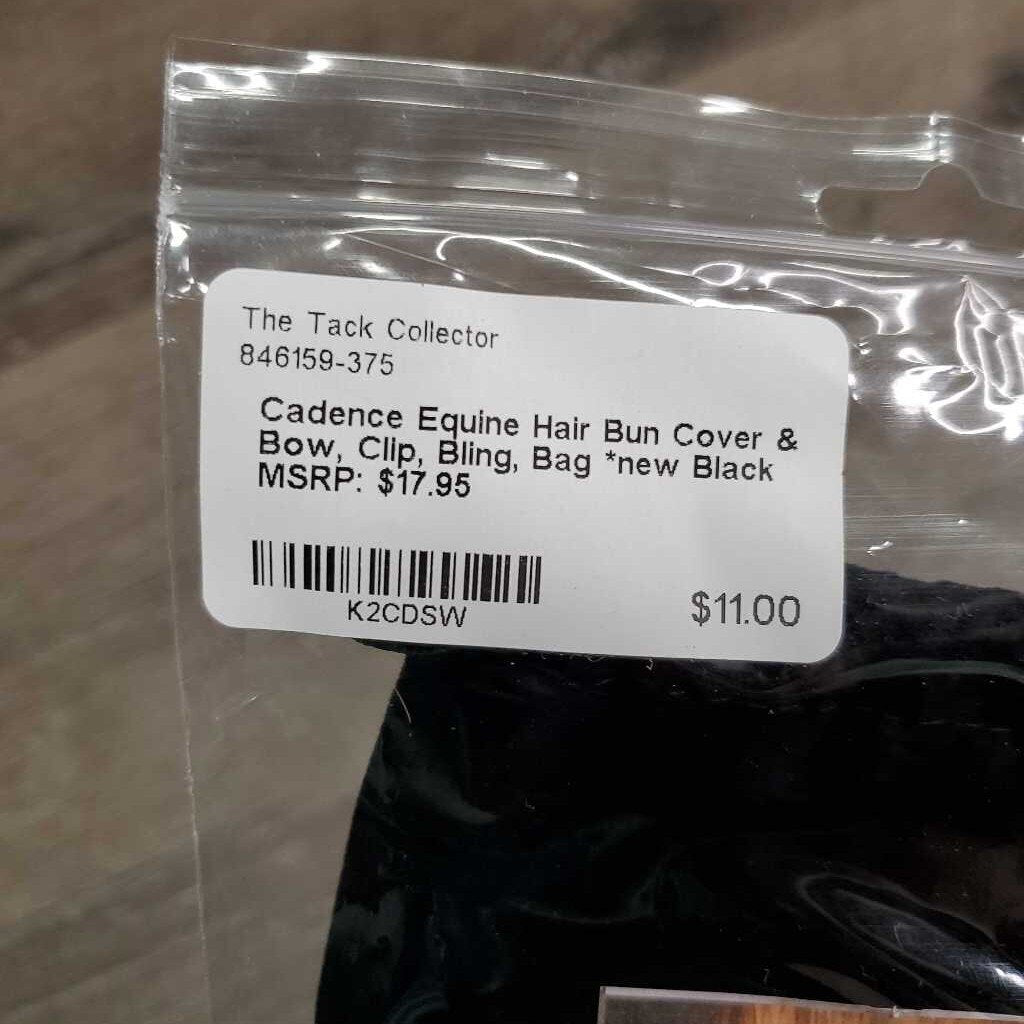 The Tack Collector
846159-375
Cadence Equine Hair Bun Cover &
Bow, Clip, Bling, Bag *new Black
MSRP: $17.95
K2CDSW
$11.00